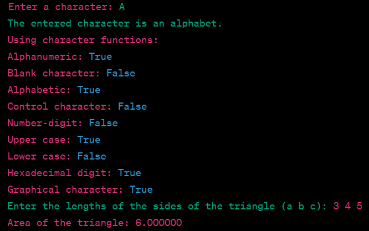 Enter a character: A
The entered character is an alphabet.
Using character functions:
Alphanumeric: True
Blank character: False
Alphabetic: True
Control character: False
Number-digit: False
Upper case: True
Lower case: False
Hexadecimal digit: True
Graphical character: True
Enter the lengths of the sides of the triangle (a b c): 3 4 5
Area of the triangle: 6.000000